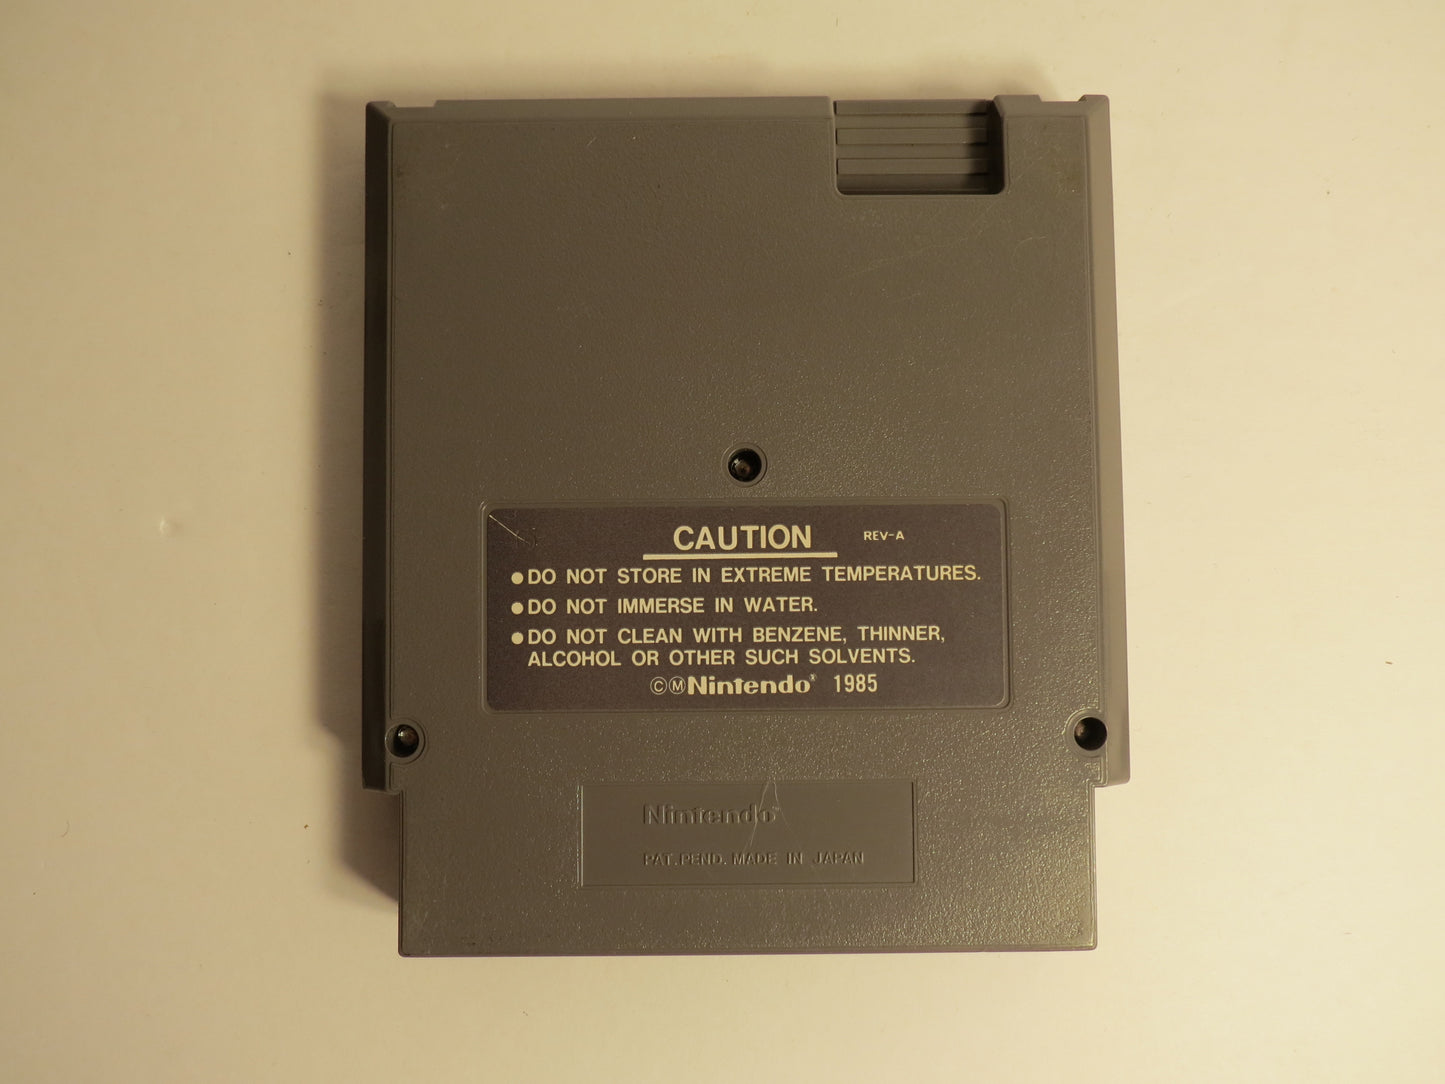 CAUTION REV-A
●DO NOT STORE IN EXTREME TEMPERATURES.
●DO NOT IMMERSE IN WATER.
●DO NOT CLEAN WITH BENZENE, THINNER,
ALCOHOL OR OTHER SUCH SOLVENTS.
ⒸⓂNintendo® 1985
Nintendo®
PAT.PEND. MADE IN JAPAN